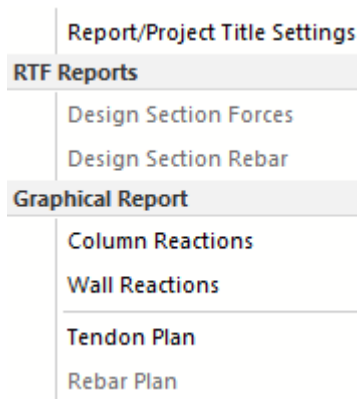 Report/Project Title Settings
RTF Reports
Design Section Forces
Design Section Rebar
Graphical Report
Column Reactions
Wall Reactions
Tendon Plan
Rebar Plan